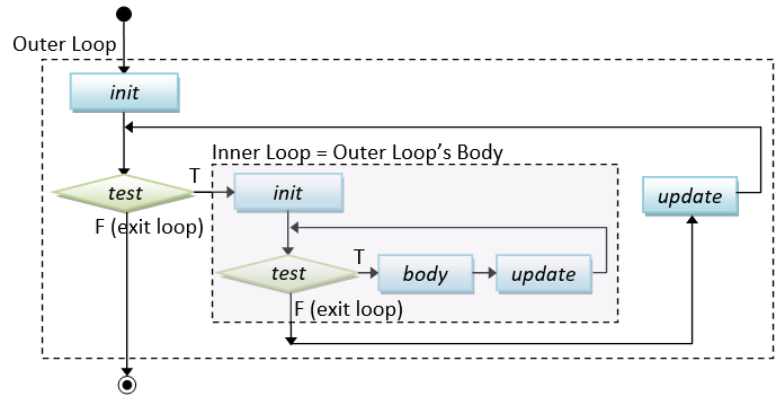 Outer Loop
init
Inner Loop = Outer Loop's Body
T
init
test
update
F (exit loop)
T
test
body
update
F (exit loop)